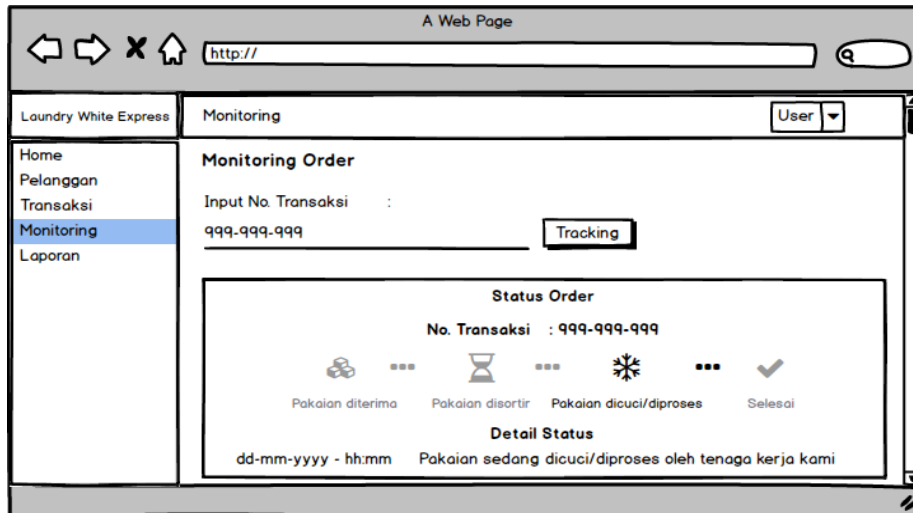 A Web Page
http://
Laundry White Express
Monitoring
User
Home
Pelanggan
Transaksi
Monitoring
Laporan
Monitoring Order
Input No. Transaksi :
999-999-999
Tracking
Status Order
No. Transaksi : 999-999-999
Pakaian diterima Pakaian disortir Pakaian dicuci/diproses Selesai
Detail Status
dd-mm-yyyy - hh:mm Pakaian sedang dicuci/diproses oleh tenaga kerja kami